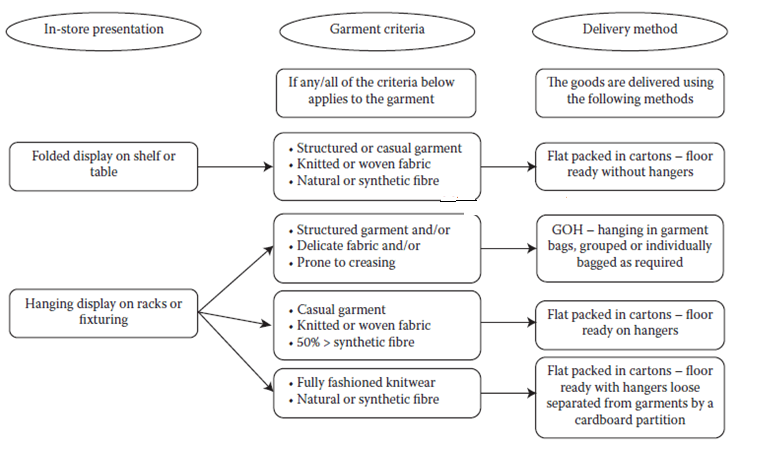 In-store presentation
Garment criteria
Delivery method
If any/all of the criteria below
applies to the garment
The goods are delivered using
the following methods
Folded display on shelf or
table
• Structured or casual garment
• Knitted or woven fabric
• Natural or synthetic fibre
Flat packed in cartons – floor
ready without hangers
Hanging display on racks or
fixturing
• Structured garment and/or
• Delicate fabric and/or
• Prone to creasing
GOH – hanging in garment
bags, grouped or individually
bagged as required
• Casual garment
• Knitted or woven fabric
• 50% > synthetic fibre
Flat packed in cartons – floor
ready on hangers
• Fully fashioned knitwear
• Natural or synthetic fibre
Flat packed in cartons – floor
ready with hangers loose
separated from garments by a
cardboard partition